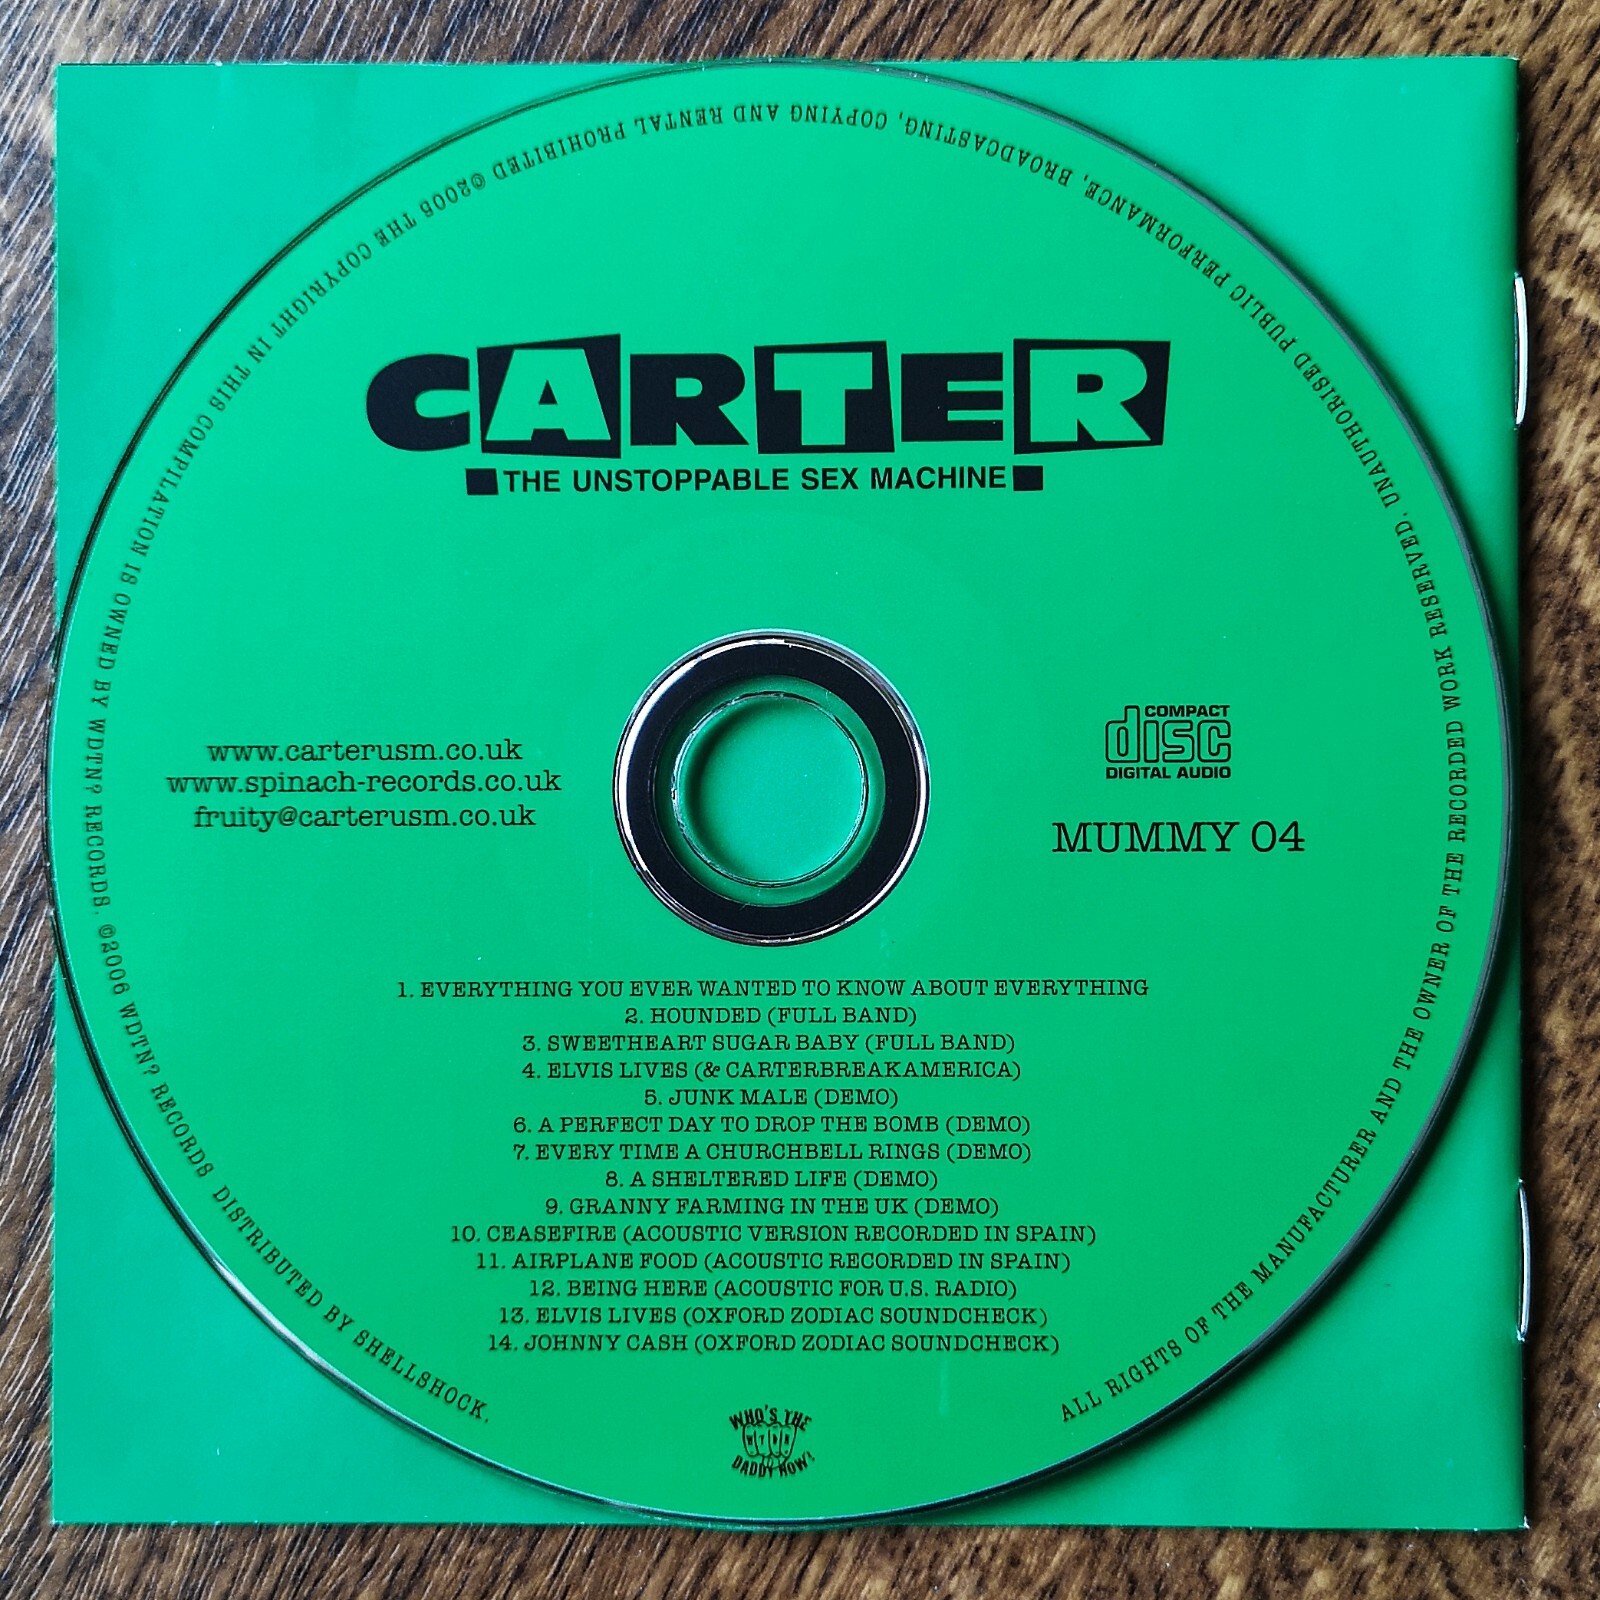 CARTER
THE UNSTOPPABLE SEX MACHINE
www.carterusm.co.uk
www.spinach-records.co.uk
fruity@carterusm.co.uk
COMPACT
disc
DIGITAL AUDIO
MUMMY 04
1. EVERYTHING YOU EVER WANTED TO KNOW ABOUT EVERYTHING
2. HOUNDED (FULL BAND)
3. SWEETHEART SUGAR BABY (FULL BAND)
4. ELVIS LIVES (& CARTERBREAKAMERICA)
5. JUNK MALE (DEMO)
6. A PERFECT DAY TO DROP THE BOMB (DEMO)
7. EVERY TIME A CHURCHBELL RINGS (DEMO)
8. A SHELTERED LIFE (DEMO)
9. GRANNY FARMING IN THE UK (DEMO)
10. CEASEFIRE (ACOUSTIC VERSION RECORDED IN SPAIN)
11. AIRPLANE FOOD (ACOUSTIC RECORDED IN SPAIN)
12. BEING HERE (ACOUSTIC FOR U.S. RADIO)
13. ELVIS LIVES (OXFORD ZODIAC SOUNDCHECK)
14. JOHNNY CASH (OXFORD ZODIAC SOUNDCHECK)
WHO'S THE
WTDN
DADDY NOW?
ALL RIGHTS OF THE MANUFACTURER AND THE OWNER OF THE RECORDED WORK RESERVED. UNAUTHORISED PUBLIC PERFORMANCE, BROADCASTING, COPYING AND RENTAL PROHIBITED ©2006 THE COPYRIGHT IN THIS COMPILATION IS OWNED BY WDTN? RECORDS. ©2006 WDTN? RECORDS DISTRIBUTED BY SHELLSHOCK.